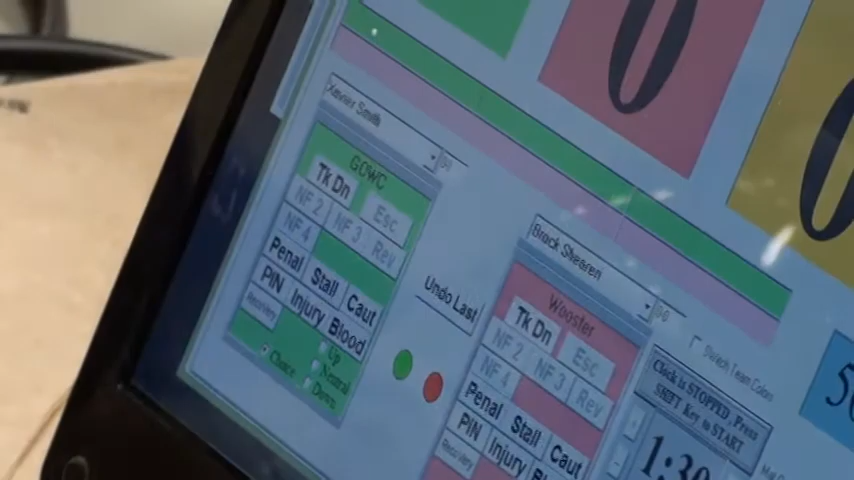 0
0
Xavier Smith
GOWC
Tk Dn
Esc
NF 2
NF 3
Rev
NF 4
Penal
Stall
Caut
PIN
Injury
Blood
Recovery
Choice
Up
Neutral
Down
Undo Last
Brock Shearen
Wooster
Tk Dn
Esc
NF 2
NF 3
Rev
NF 4
Penal
Stall
Caut
PIN
Injury
Recovery
Switch Team Colors
Clock is STOPPED, Press
SHIFT Key to START
1:30